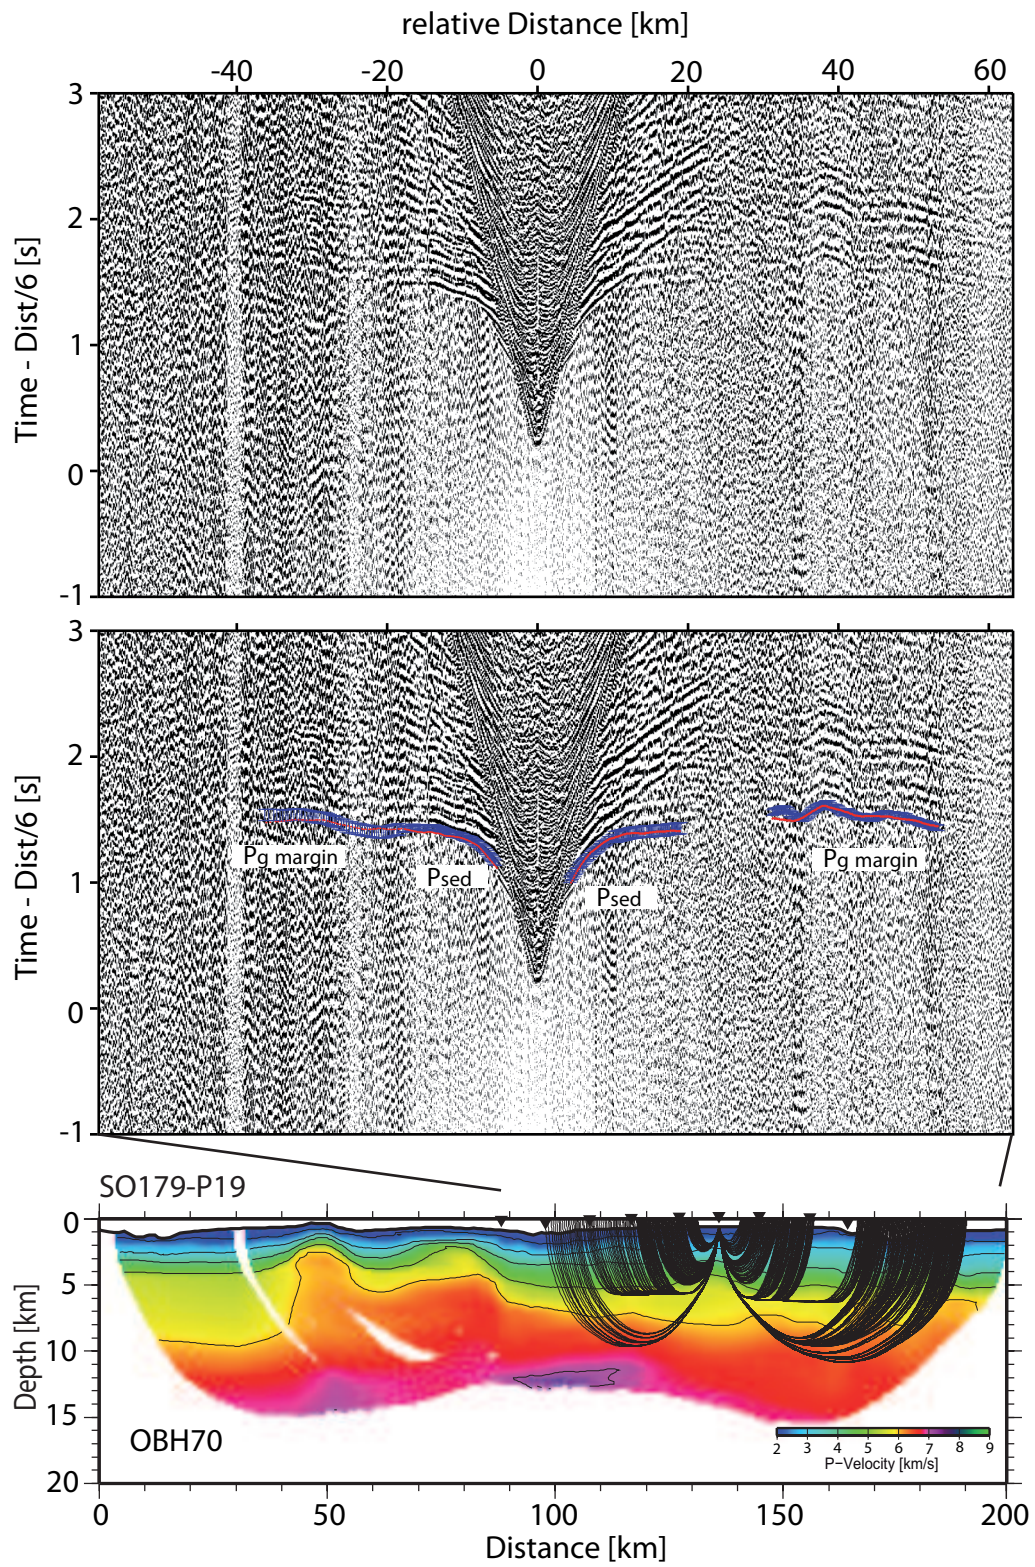 relative Distance [km]
-40 -20 0 20 40 60
3
2
1
0
-1
Time - Dist/6 [s]
3
2
1
0
-1
Time - Dist/6 [s]
Pg margin
Psed
Psed
Pg margin
SO179-P19
0
5
10
15
20
Depth [km]
OBH70
2 3 4 5 6 7 8 9
P-Velocity [km/s]
0 50 100 150 200
Distance [km]